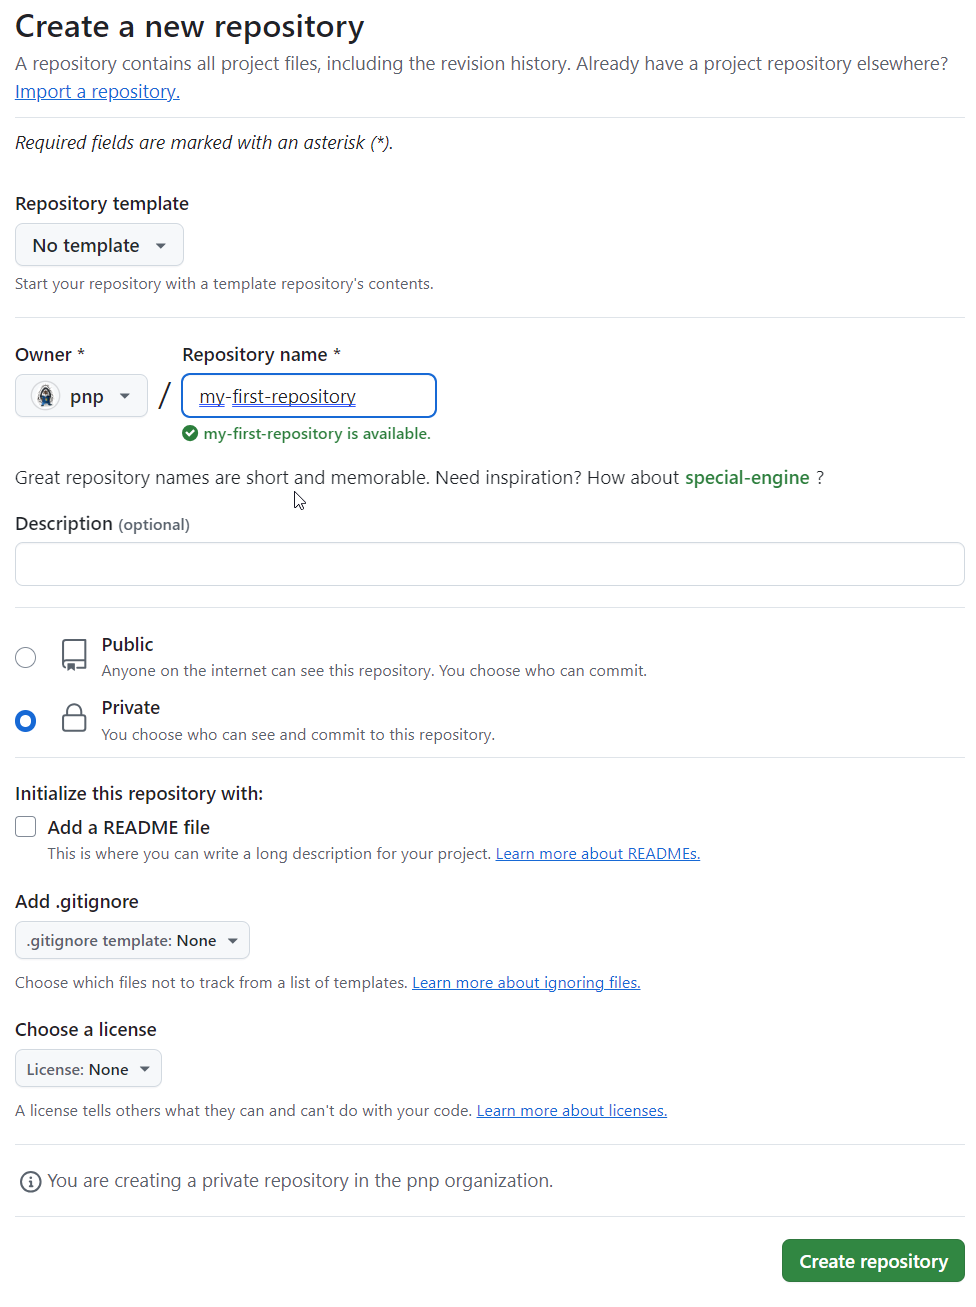 Create a new repository
A repository contains all project files, including the revision history. Already have a project repository elsewhere?
Import a repository.
Required fields are marked with an asterisk (*).
Repository template
No template
Start your repository with a template repository's contents.
Owner * Repository name *
pnp / my-first-repository
my-first-repository is available.
Great repository names are short and memorable. Need inspiration? How about special-engine ?
Description (optional)
Public
Anyone on the internet can see this repository. You choose who can commit.
Private
You choose who can see and commit to this repository.
Initialize this repository with:
Add a README file
This is where you can write a long description for your project. Learn more about READMEs.
Add .gitignore
.gitignore template: None
Choose which files not to track from a list of templates. Learn more about ignoring files.
Choose a license
License: None
A license tells others what they can and can't do with your code. Learn more about licenses.
You are creating a private repository in the pnp organization.
Create repository